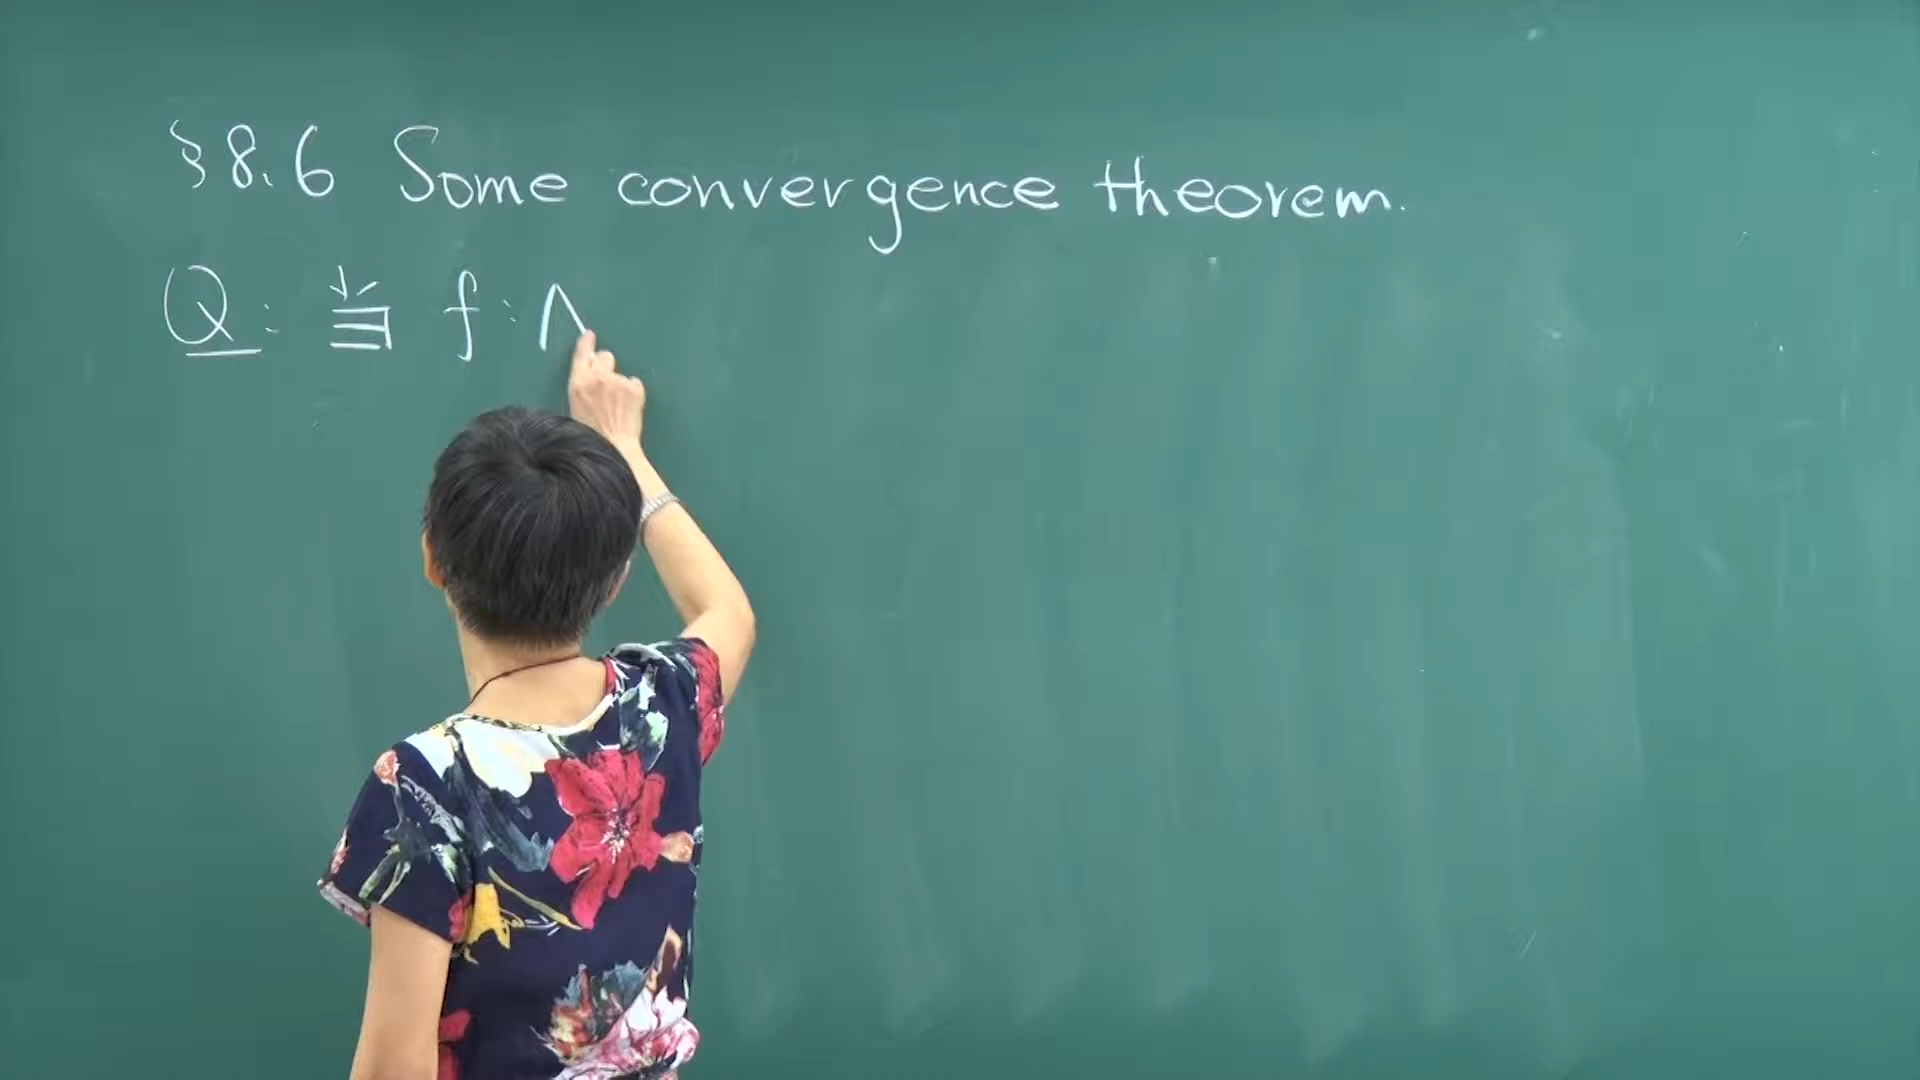 §8.6 Some convergence theorem.
Q: 当 f: Λ